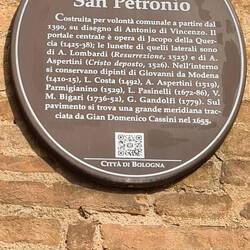 San Petronio
Costruita per volontà comunale a partire dal
1390, su disegno di Antonio di Vincenzo. Il
portale centrale è opera di Jacopo della Quer-
cia (1425-38); le lunette di quelli laterali sono
di A. Lombardi (Resurrezione, 1525) e di A.
Aspertini (Cristo deposto, 1526). Nell'interno
si conservano dipinti di Giovanni da Modena
(1410-15), L. Costa (1492), A. Aspertini (1519),
Parmigianino (1529), L. Pasinelli (1672-86), V.
M. Bigari (1736-52), G. Gandolfi (1779). Sul
pavimento si trova una grande meridiana trac-
ciata da Gian Domenico Cassini nel 1655.
CITTÀ DI BOLOGNA